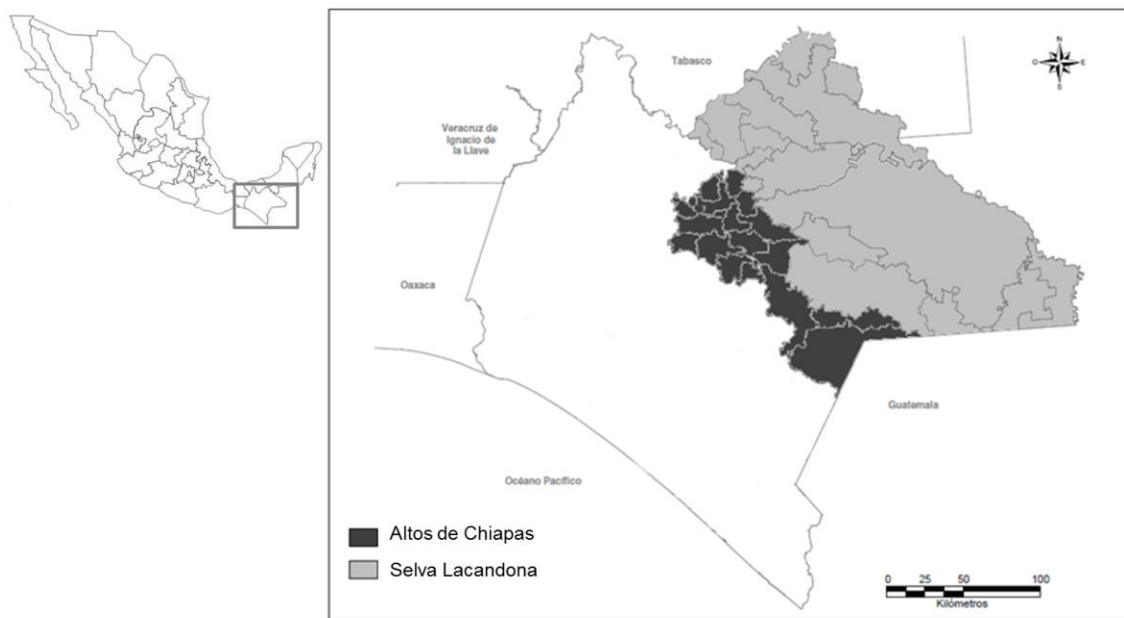 Tabasco
N
O
E
S
Veracruz de
Ignacio de
la Llave
Oaxaca
Guatemala
Océano Pacífico
Altos de Chiapas
Selva Lacandona
0 25 50 100
Kilómetros